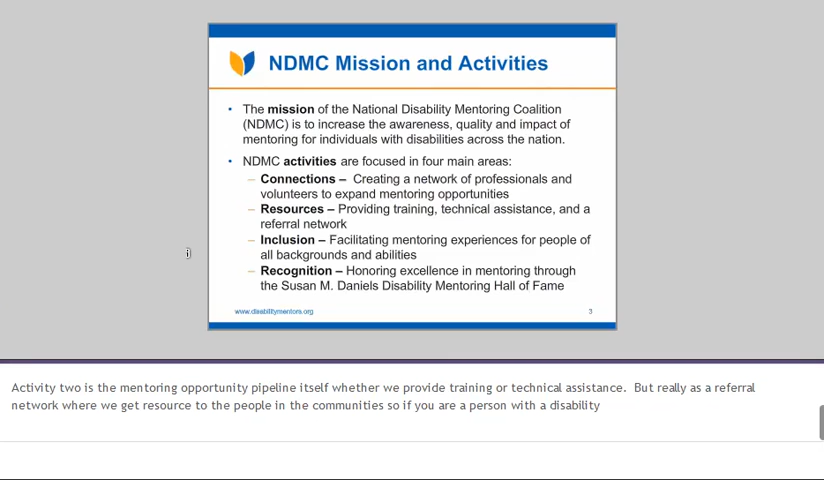 NDMC Mission and Activities
• The mission of the National Disability Mentoring Coalition
(NDMC) is to increase the awareness, quality and impact of
mentoring for individuals with disabilities across the nation.
• NDMC activities are focused in four main areas:
– Connections – Creating a network of professionals and
volunteers to expand mentoring opportunities
– Resources – Providing training, technical assistance, and a
referral network
– Inclusion – Facilitating mentoring experiences for people of
all backgrounds and abilities
– Recognition – Honoring excellence in mentoring through
the Susan M. Daniels Disability Mentoring Hall of Fame
www.disabilitymentors.org 3
Activity two is the mentoring opportunity pipeline itself whether we provide training or technical assistance.  But really as a referral
network where we get resource to the people in the communities so if you are a person with a disability